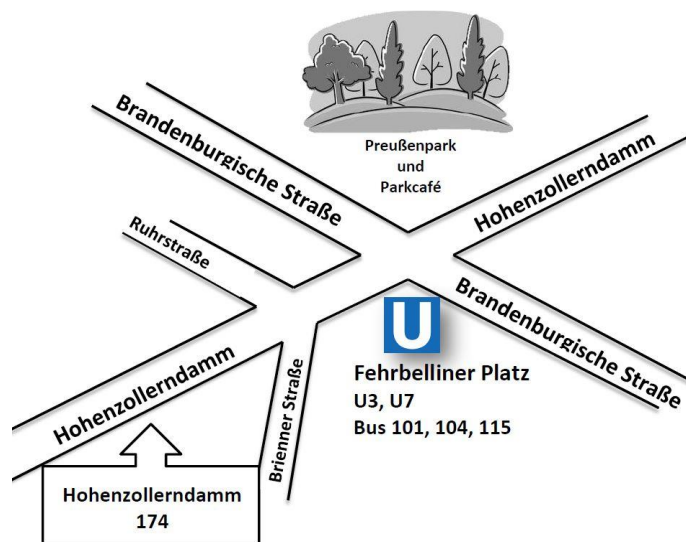 Preußenpark
und
Parkcafé
Brandenburgische Straße
Hohenzollerndamm
Ruhrstraße
Brandenburgische Straße
U
Fehrbelliner Platz
U3, U7
Bus 101, 104, 115
Hohenzollerndamm
Brienner Straße
Hohenzollerndamm
174